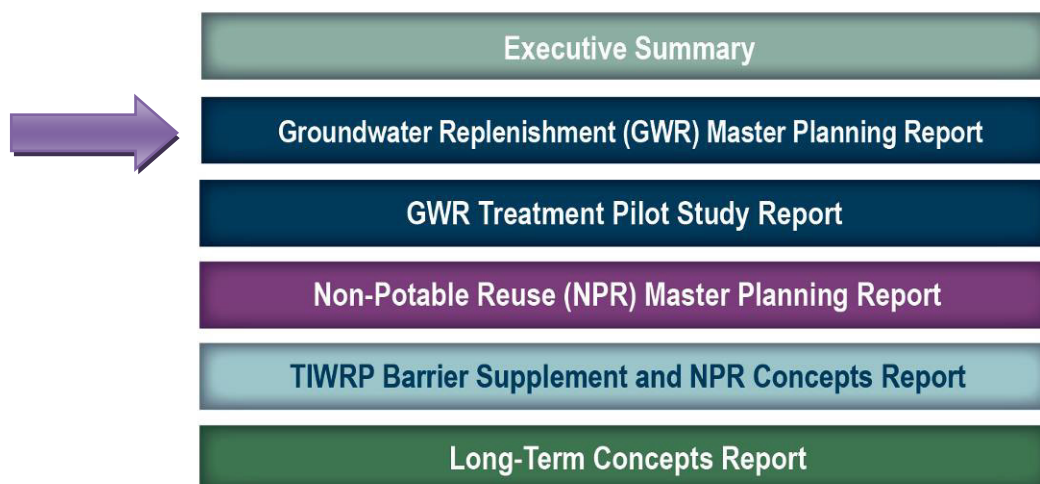 Executive Summary
Groundwater Replenishment (GWR) Master Planning Report
GWR Treatment Pilot Study Report
Non-Potable Reuse (NPR) Master Planning Report
TIWRP Barrier Supplement and NPR Concepts Report
Long-Term Concepts Report